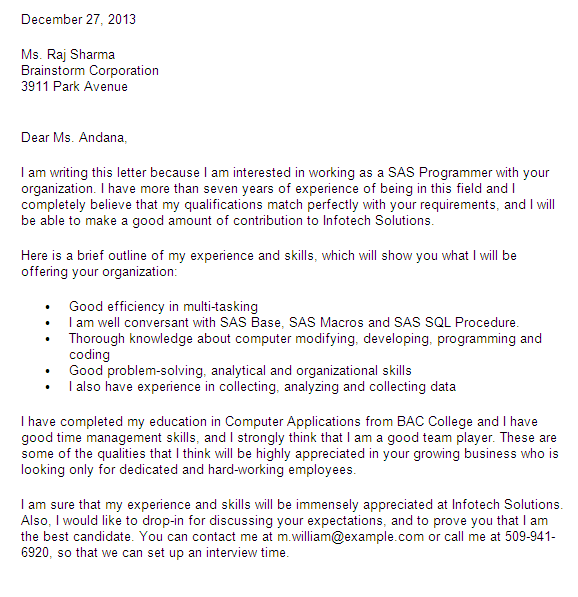 December 27, 2013
Ms. Raj Sharma
Brainstorm Corporation
3911 Park Avenue
Dear Ms. Andana,
I am writing this letter because I am interested in working as a SAS Programmer with your
organization. I have more than seven years of experience of being in this field and I
completely believe that my qualifications match perfectly with your requirements, and I will
be able to make a good amount of contribution to Infotech Solutions.
Here is a brief outline of my experience and skills, which will show you what I will be
offering your organization:
• Good efficiency in multi-tasking
• I am well conversant with SAS Base, SAS Macros and SAS SQL Procedure.
• Thorough knowledge about computer modifying, developing, programming and
coding
• Good problem-solving, analytical and organizational skills
• I also have experience in collecting, analyzing and collecting data
I have completed my education in Computer Applications from BAC College and I have
good time management skills, and I strongly think that I am a good team player. These are
some of the qualities that I think will be highly appreciated in your growing business who is
looking only for dedicated and hard-working employees.
I am sure that my experience and skills will be immensely appreciated at Infotech Solutions.
Also, I would like to drop-in for discussing your expectations, and to prove you that I am
the best candidate. You can contact me at m.william@example.com or call me at 509-941-
6920, so that we can set up an interview time.